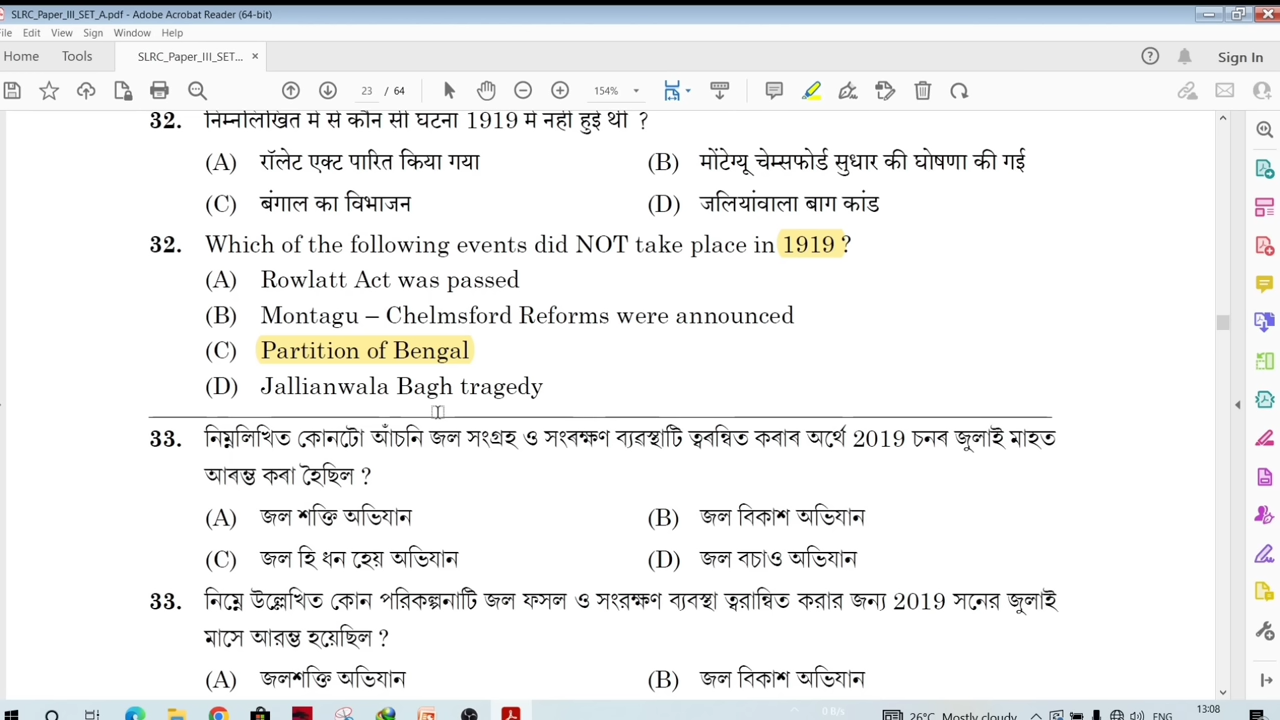 SLRC_Paper_III_SET_A.pdf - Adobe Acrobat Reader (64-bit)
File Edit View Sign Window Help
Home Tools SLRC_Paper_III_SET... × Sign In
23 / 64 154%
32. निम्नलिखित में से कौन सी घटना 1919 में नहीं हुई थी ?
(A) रॉलेट एक्ट पारित किया गया (B) मोंटेग्यू चेम्सफोर्ड सुधार की घोषणा की गई
(C) बंगाल का विभाजन (D) जलियांवाला बाग कांड
32. Which of the following events did NOT take place in 1919 ?
(A) Rowlatt Act was passed
(B) Montagu – Chelmsford Reforms were announced
(C) Partition of Bengal
(D) Jallianwala Bagh tragedy
33. নিম্নলিখিত কোনটো আঁচনি জল সংগ্ৰহ ও সংৰক্ষণ ব্যৱস্থাটি ত্বৰন্বিত কৰাৰ অৰ্থে 2019 চনৰ জুলাই মাহত
আৰম্ভ কৰা হৈছিল ?
(A) জল শক্তি অভিযান (B) জল বিকাশ অভিযান
(C) জল হি ধন হেয় অভিযান (D) জল বচাও অভিযান
33. নিম্নে উল্লেখিত কোন পরিকল্পনাটি জল ফসল ও সংরক্ষণ ব্যবস্থা ত্বরান্বিত করার জন্য 2019 সনের জুলাই
মাসে আরম্ভ হয়েছিল ?
(A) জলশক্তি অভিযান (B) জল বিকাশ অভিযান
0 B/s 26°C Mostly cloudy ENG 13:08